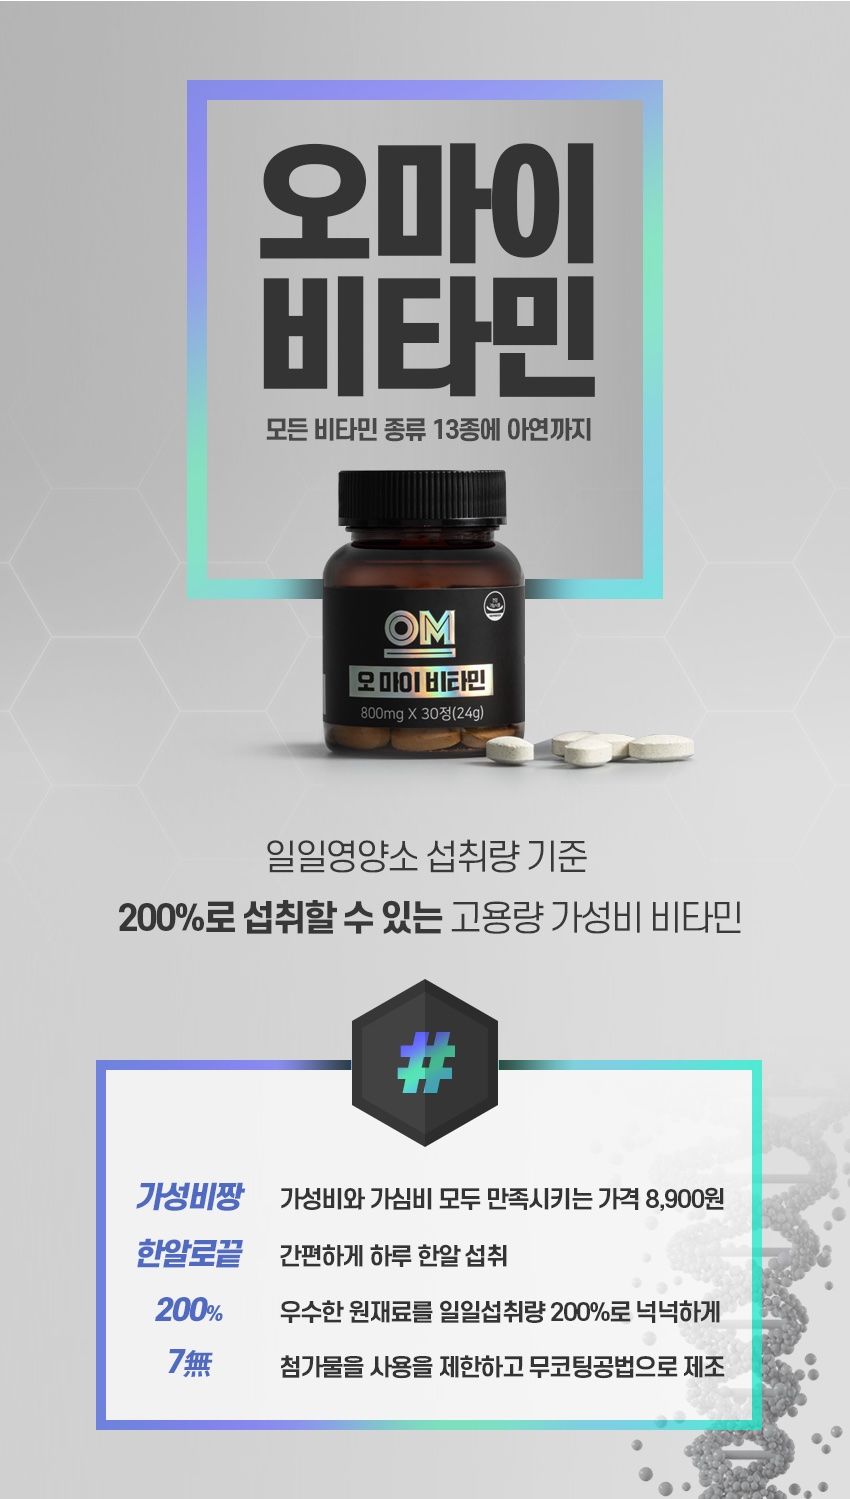 오마이
비타민
모든 비타민 종류 13종에 아연까지
OM
오 마이 비타민
800mg X 30정(24g)
일일영양소 섭취량 기준
200%로 섭취할 수 있는 고용량 가성비 비타민
#
가성비짱 가성비와 가심비 모두 만족시키는 가격 8,900원
한알로끝 간편하게 하루 한알 섭취
200% 우수한 원재료를 일일섭취량 200%로 넉넉하게
7無 첨가물을 사용을 제한하고 무코팅공법으로 제조